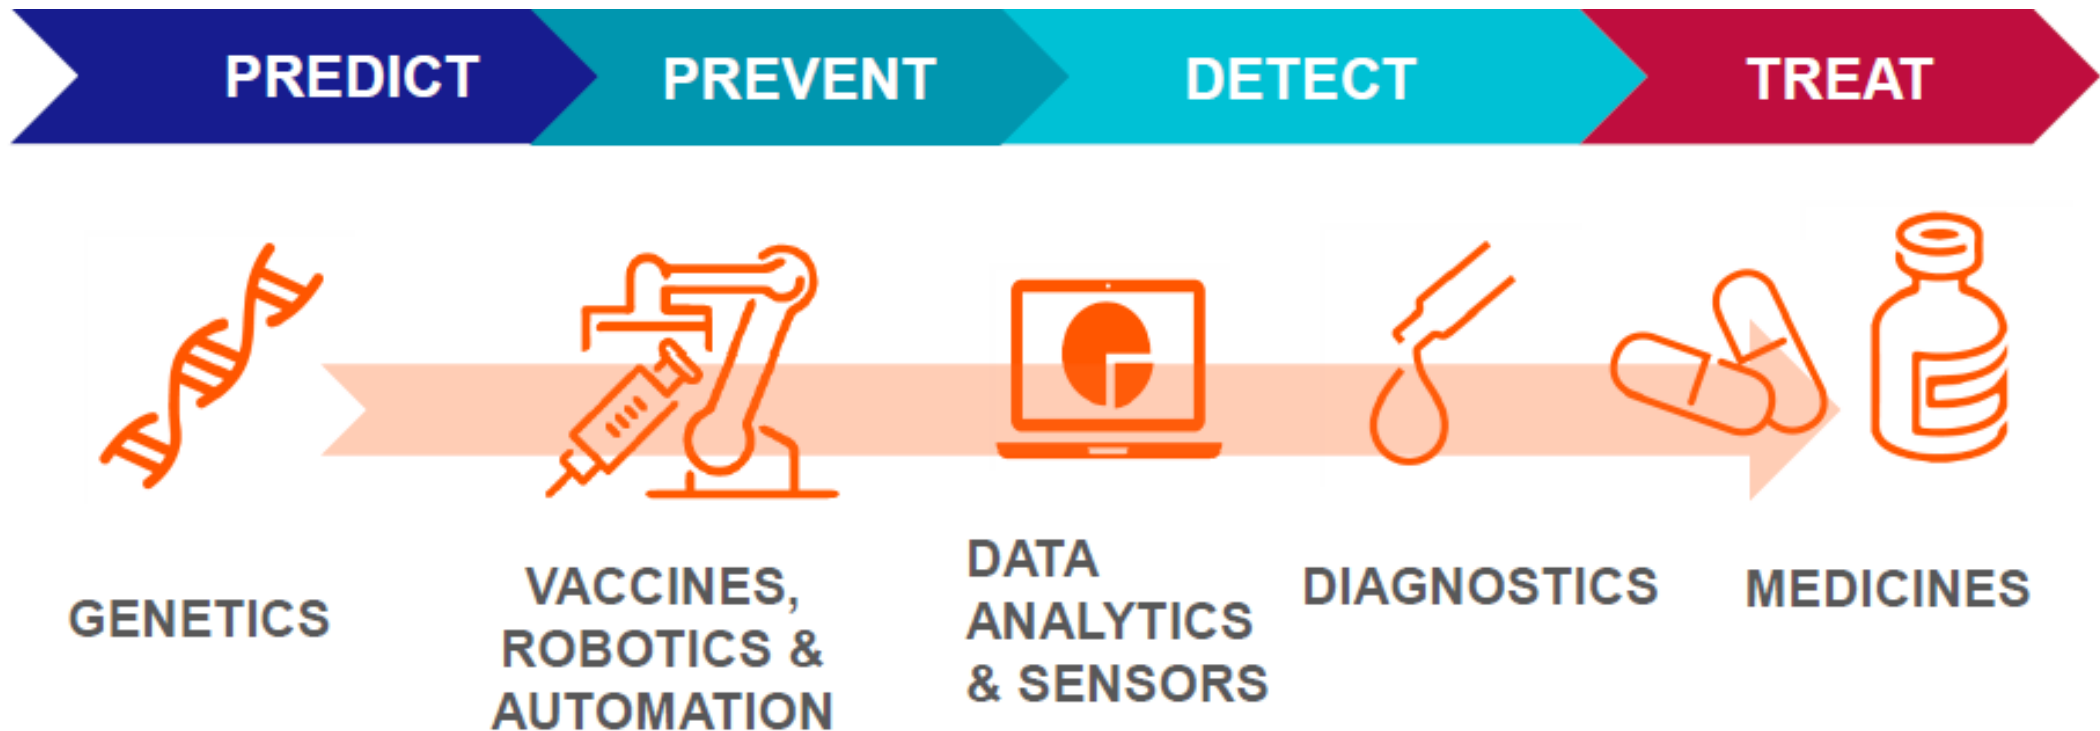 PREDICT
PREVENT
DETECT
TREAT
GENETICS
VACCINES,
ROBOTICS &
AUTOMATION
DATA
ANALYTICS
& SENSORS
DIAGNOSTICS
MEDICINES